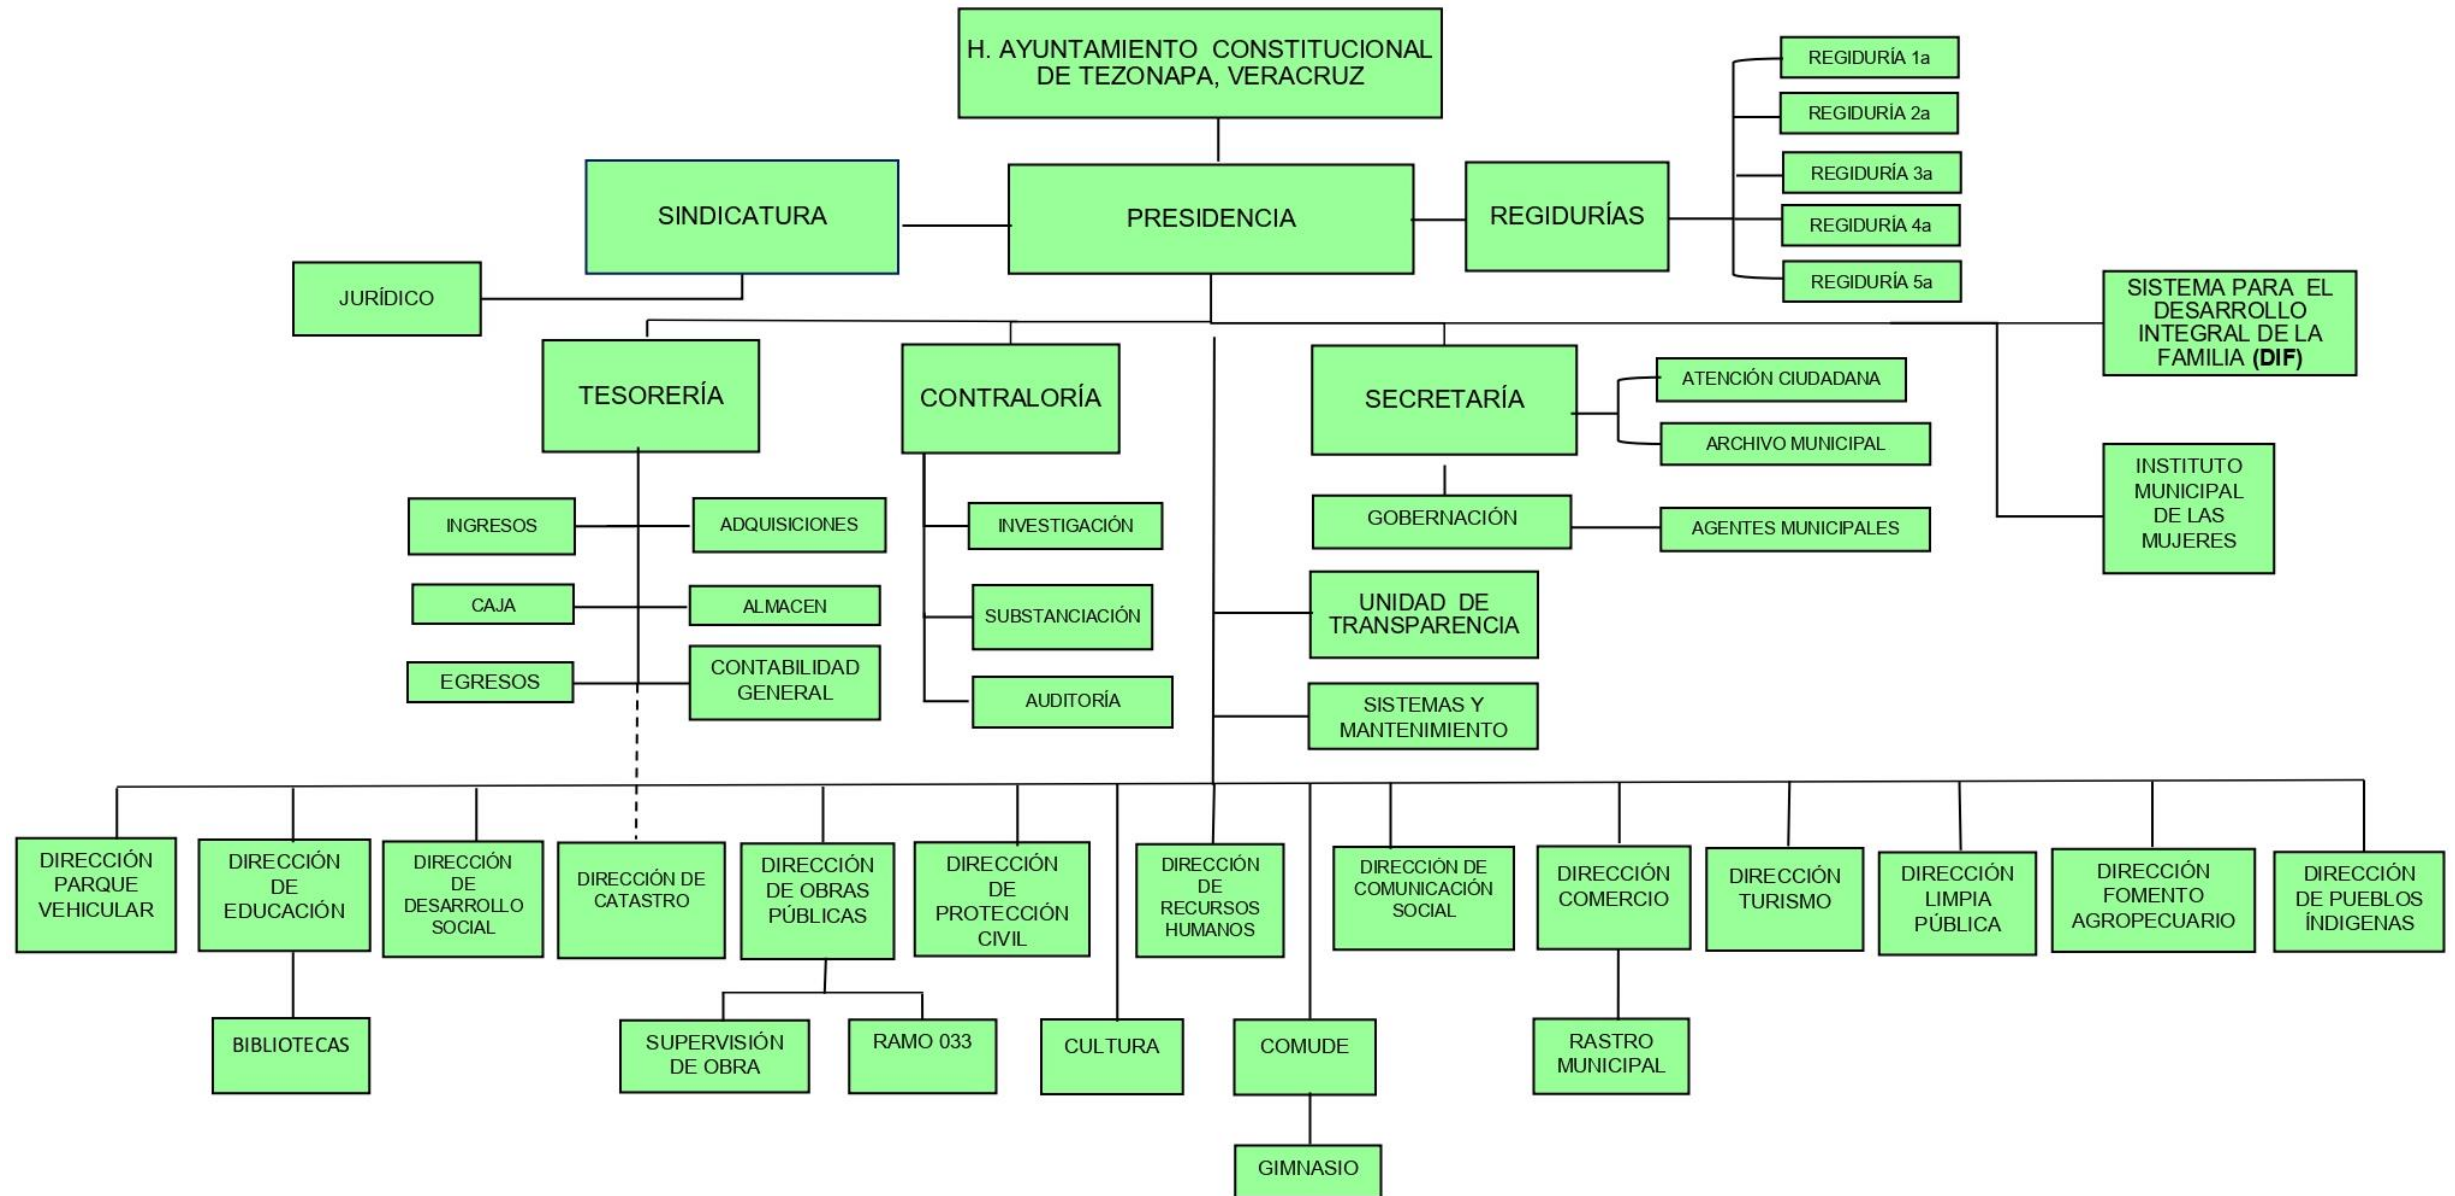 H. AYUNTAMIENTO CONSTITUCIONAL
DE TEZONAPA, VERACRUZ
REGIDURÍA 1a
REGIDURÍA 2a
REGIDURÍA 3a
REGIDURÍA 4a
REGIDURÍA 5a
SINDICATURA
PRESIDENCIA
REGIDURÍAS
JURÍDICO
SISTEMA PARA EL
DESARROLLO
INTEGRAL DE LA
FAMILIA (DIF)
TESORERÍA
CONTRALORÍA
SECRETARÍA
ATENCIÓN CIUDADANA
ARCHIVO MUNICIPAL
INSTITUTO
MUNICIPAL
DE LAS
MUJERES
INGRESOS
ADQUISICIONES
INVESTIGACIÓN
GOBERNACIÓN
AGENTES MUNICIPALES
CAJA
ALMACEN
SUBSTANCIACIÓN
UNIDAD DE
TRANSPARENCIA
EGRESOS
CONTABILIDAD
GENERAL
AUDITORÍA
SISTEMAS Y
MANTENIMIENTO
DIRECCIÓN
PARQUE
VEHICULAR
DIRECCIÓN
DE
EDUCACIÓN
DIRECCIÓN
DE
DESARROLLO
SOCIAL
DIRECCIÓN DE
CATASTRO
DIRECCIÓN
DE OBRAS
PÚBLICAS
DIRECCIÓN
DE
PROTECCIÓN
CIVIL
DIRECCIÓN
DE
RECURSOS
HUMANOS
DIRECCIÓN DE
COMUNICACIÓN
SOCIAL
DIRECCIÓN
COMERCIO
DIRECCIÓN
TURISMO
DIRECCIÓN
LIMPIA
PÚBLICA
DIRECCIÓN
FOMENTO
AGROPECUARIO
DIRECCIÓN
DE PUEBLOS
ÍNDIGENAS
BIBLIOTECAS
SUPERVISIÓN
DE OBRA
RAMO 033
CULTURA
COMUDE
RASTRO
MUNICIPAL
GIMNASIO